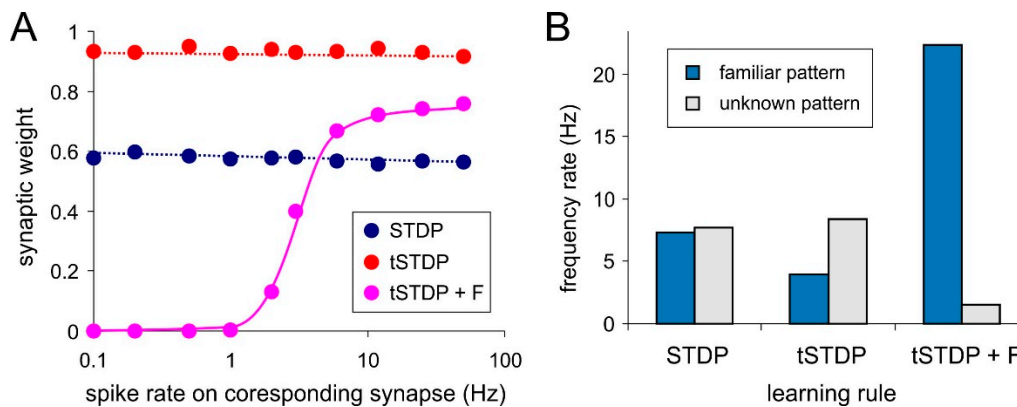 A
1
0.8
0.6
0.4
0.2
0
synaptic weight
STDP
tSTDP
tSTDP + F
0.1
1
10
100
spike rate on coresponding synapse (Hz)
B
familiar pattern
unknown pattern
20
15
10
5
0
frequency rate (Hz)
STDP
tSTDP
tSTDP + F
learning rule